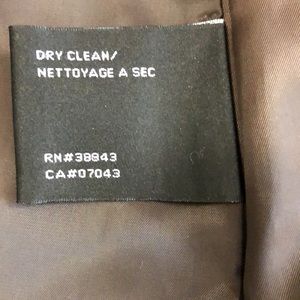 DRY CLEAN/
NETTOYAGE A SEC
RN#38843
CA#07043